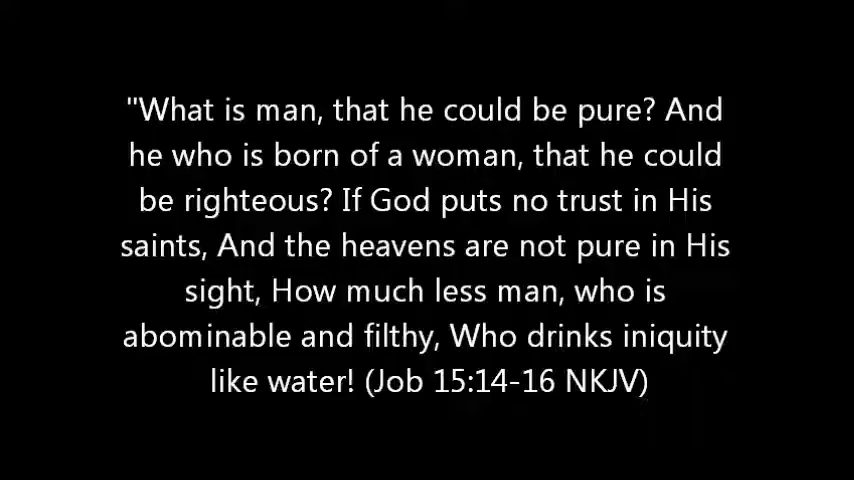 "What is man, that he could be pure? And
he who is born of a woman, that he could
be righteous? If God puts no trust in His
saints, And the heavens are not pure in His
sight, How much less man, who is
abominable and filthy, Who drinks iniquity
like water! (Job 15:14-16 NKJV)